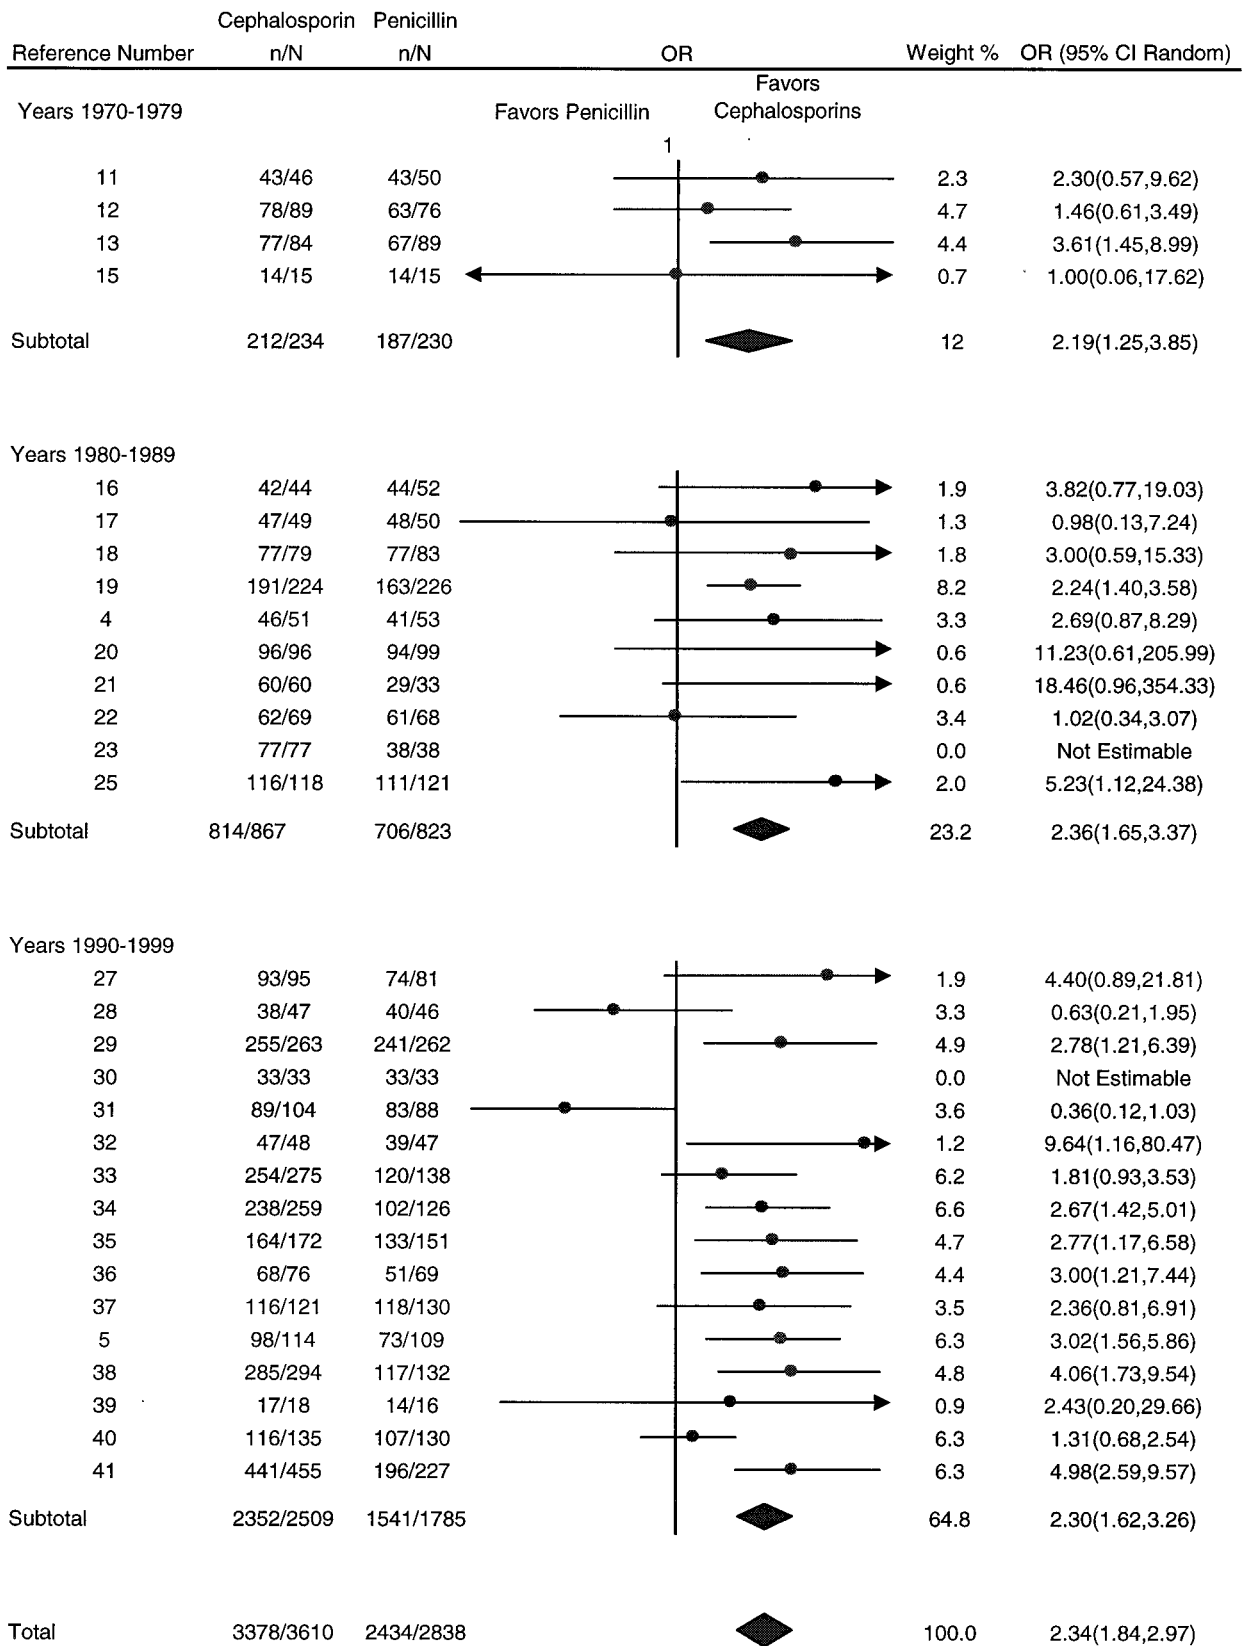 Cephalosporin Penicillin
Reference Number n/N n/N OR Weight % OR (95% CI Random)
Favors
Years 1970-1979 Favors Penicillin Cephalosporins
1
11 43/46 43/50 2.3 2.30(0.57,9.62)
12 78/89 63/76 4.7 1.46(0.61,3.49)
13 77/84 67/89 4.4 3.61(1.45,8.99)
15 14/15 14/15 0.7 1.00(0.06,17.62)
Subtotal 212/234 187/230 12 2.19(1.25,3.85)
Years 1980-1989
16 42/44 44/52 1.9 3.82(0.77,19.03)
17 47/49 48/50 1.3 0.98(0.13,7.24)
18 77/79 77/83 1.8 3.00(0.59,15.33)
19 191/224 163/226 8.2 2.24(1.40,3.58)
4 46/51 41/53 3.3 2.69(0.87,8.29)
20 96/96 94/99 0.6 11.23(0.61,205.99)
21 60/60 29/33 0.6 18.46(0.96,354.33)
22 62/69 61/68 3.4 1.02(0.34,3.07)
23 77/77 38/38 0.0 Not Estimable
25 116/118 111/121 2.0 5.23(1.12,24.38)
Subtotal 814/867 706/823 23.2 2.36(1.65,3.37)
Years 1990-1999
27 93/95 74/81 1.9 4.40(0.89,21.81)
28 38/47 40/46 3.3 0.63(0.21,1.95)
29 255/263 241/262 4.9 2.78(1.21,6.39)
30 33/33 33/33 0.0 Not Estimable
31 89/104 83/88 3.6 0.36(0.12,1.03)
32 47/48 39/47 1.2 9.64(1.16,80.47)
33 254/275 120/138 6.2 1.81(0.93,3.53)
34 238/259 102/126 6.6 2.67(1.42,5.01)
35 164/172 133/151 4.7 2.77(1.17,6.58)
36 68/76 51/69 4.4 3.00(1.21,7.44)
37 116/121 118/130 3.5 2.36(0.81,6.91)
5 98/114 73/109 6.3 3.02(1.56,5.86)
38 285/294 117/132 4.8 4.06(1.73,9.54)
39 17/18 14/16 0.9 2.43(0.20,29.66)
40 116/135 107/130 6.3 1.31(0.68,2.54)
41 441/455 196/227 6.3 4.98(2.59,9.57)
Subtotal 2352/2509 1541/1785 64.8 2.30(1.62,3.26)
Total 3378/3610 2434/2838 100.0 2.34(1.84,2.97)